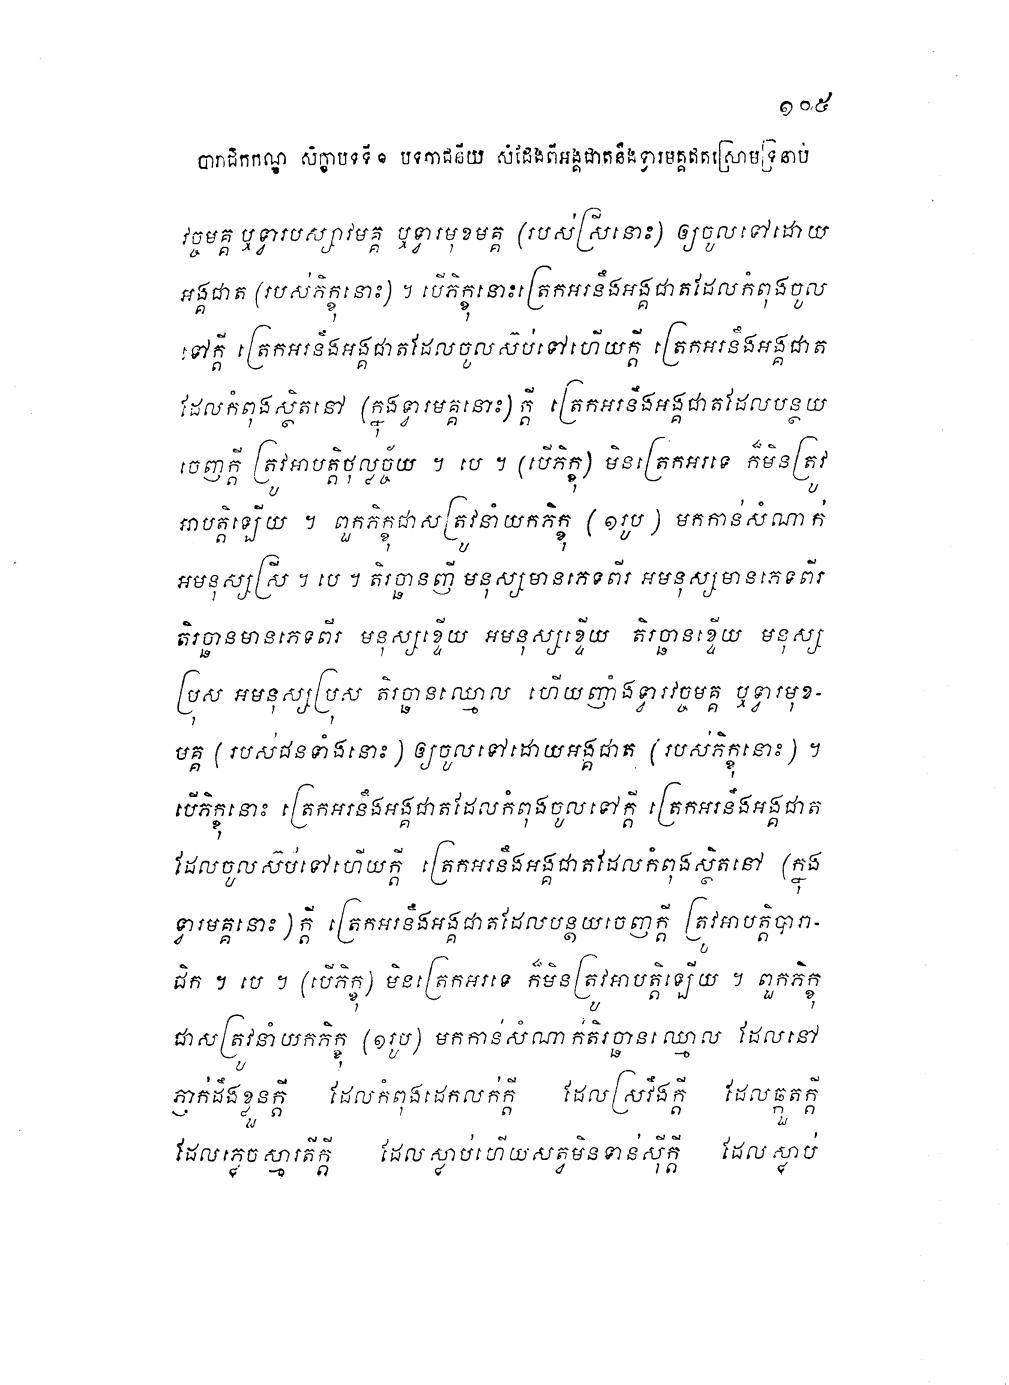 ១០៥
បារាជិកកណ្ឌ សិក្ខាបទទី១ បទភាជនីយ សំដែងពីអង្គជាតនឹងទ្វារមគ្គឥតស្រោមទ្រនាប់
វច្ចមគ្គ ឬទ្វារបស្សាវមគ្គ ឬទ្វារមុខមគ្គ (របស់ស្រីនោះ) ឲ្យចូលទៅដោយ
អង្គជាត (របស់ភិក្ខុនោះ) ។ បើភិក្ខុនោះត្រេកអរនឹងអង្គជាតដែលកំពុងចូល
ទៅក្តី ត្រេកអរនឹងអង្គជាតដែលចូលស៊ប់ទៅហើយក្តី ត្រេកអរនឹងអង្គជាត
ដែលកំពុងស្ថិតនៅ (ក្នុងទ្វារមគ្គនោះ) ក្តី ត្រេកអរនឹងអង្គជាតដែលបន្ថយ
ចេញក្តី ត្រូវអាបត្តិថុល្លច្ច័យ ។ បេ ។ (បើភិក្ខុ) មិនត្រេកអរទេ ក៏មិនត្រូវ
អាបត្តិឡើយ ។ ពួកភិក្ខុជាសត្រូវនាំយកភិក្ខុ (១រូប) មកកាន់សំណាក់
អមនុស្សស្រី ។ បេ ។ តិរច្ឆានញី មនុស្សមានភេទពីរ អមនុស្សមានភេទពីរ
តិរច្ឆានមានភេទពីរ មនុស្សខ្ទើយ អមនុស្សខ្ទើយ តិរច្ឆានខ្ទើយ មនុស្ស
ប្រុស អមនុស្សប្រុស តិរច្ឆានឈ្មោល ហើយញ៉ាំងទ្វារវច្ចមគ្គ ឬទ្វារមុខ-
មគ្គ (របស់ជនទាំងនោះ) ឲ្យចូលទៅដោយអង្គជាត (របស់ភិក្ខុនោះ) ។
បើភិក្ខុនោះ ត្រេកអរនឹងអង្គជាតដែលកំពុងចូលទៅក្តី ត្រេកអរនឹងអង្គជាត
ដែលចូលស៊ប់ទៅហើយក្តី ត្រេកអរនឹងអង្គជាតដែលកំពុងស្ថិតនៅ (ក្នុង
ទ្វារមគ្គនោះ) ក្តី ត្រេកអរនឹងអង្គជាតដែលបន្ថយចេញក្តី ត្រូវអាបត្តិបារា-
ជិក ។ បេ ។ (បើភិក្ខុ) មិនត្រេកអរទេ ក៏មិនត្រូវអាបត្តិឡើយ ។ ពួកភិក្ខុ
ជាសត្រូវនាំយកភិក្ខុ (១រូប) មកកាន់សំណាក់តិរច្ឆានឈ្មោល ដែលនៅ
ភ្ញាក់ដឹងខ្លួនក្តី ដែលកំពុងដេកលក់ក្តី ដែលស្រវឹងក្តី ដែលឆ្កួតក្តី
ដែលភ្លេចស្មារតីក្តី ដែលស្លាប់ហើយសត្វមិនទាន់ស៊ីក្តី ដែលស្លាប់